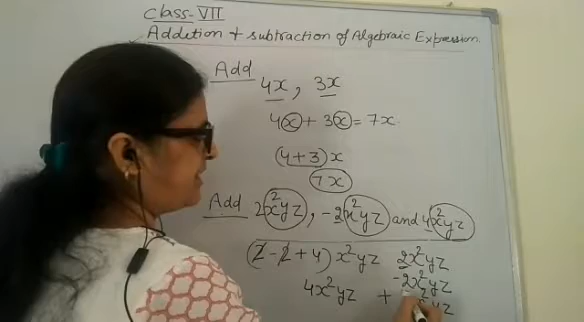 Class-VII
Addetion + subtraction of Algebraic Expression.
Add 4x, 3x
4x + 3x = 7x.
(4+3)x
7x
Add 2x²yz, -2x²yz and 4x²yz
(2-2+4)x²yz 2x²yz
-2x²yz
4x²yz +